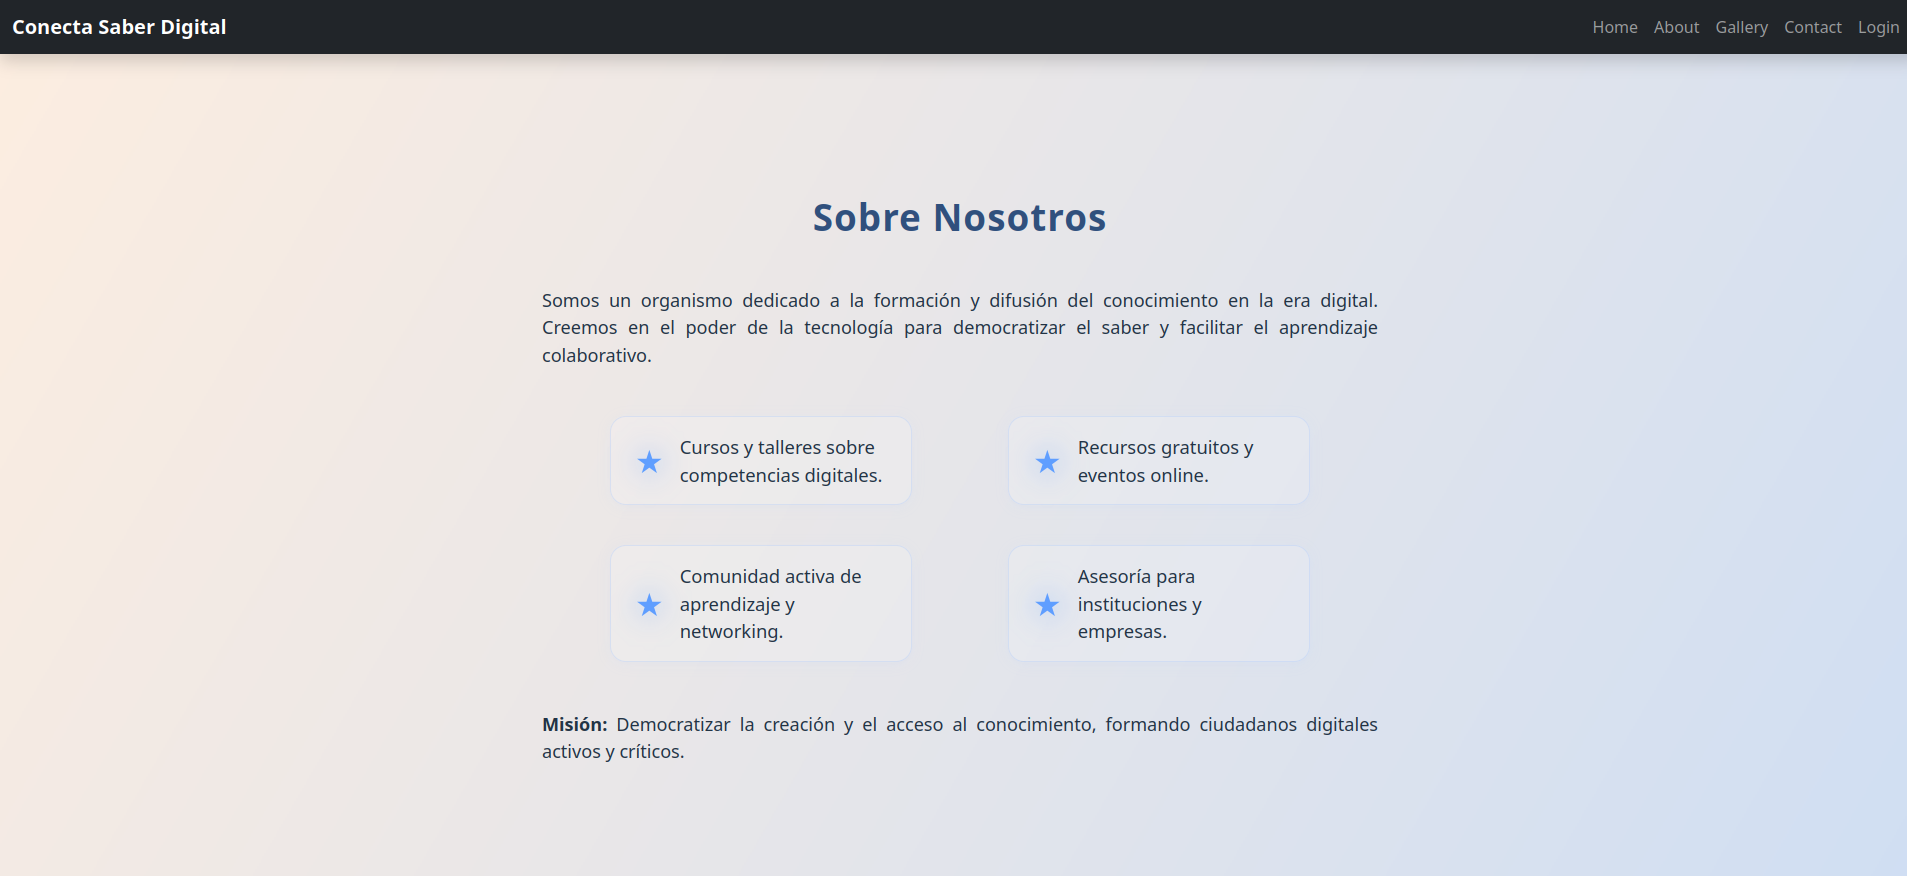 Conecta Saber Digital
Home About Gallery Contact Login
Sobre Nosotros
Somos un organismo dedicado a la formación y difusión del conocimiento en la era digital.
Creemos en el poder de la tecnología para democratizar el saber y facilitar el aprendizaje
colaborativo.
Cursos y talleres sobre
competencias digitales.
Recursos gratuitos y
eventos online.
Comunidad activa de
aprendizaje y
networking.
Asesoría para
instituciones y
empresas.
Misión: Democratizar la creación y el acceso al conocimiento, formando ciudadanos digitales
activos y críticos.